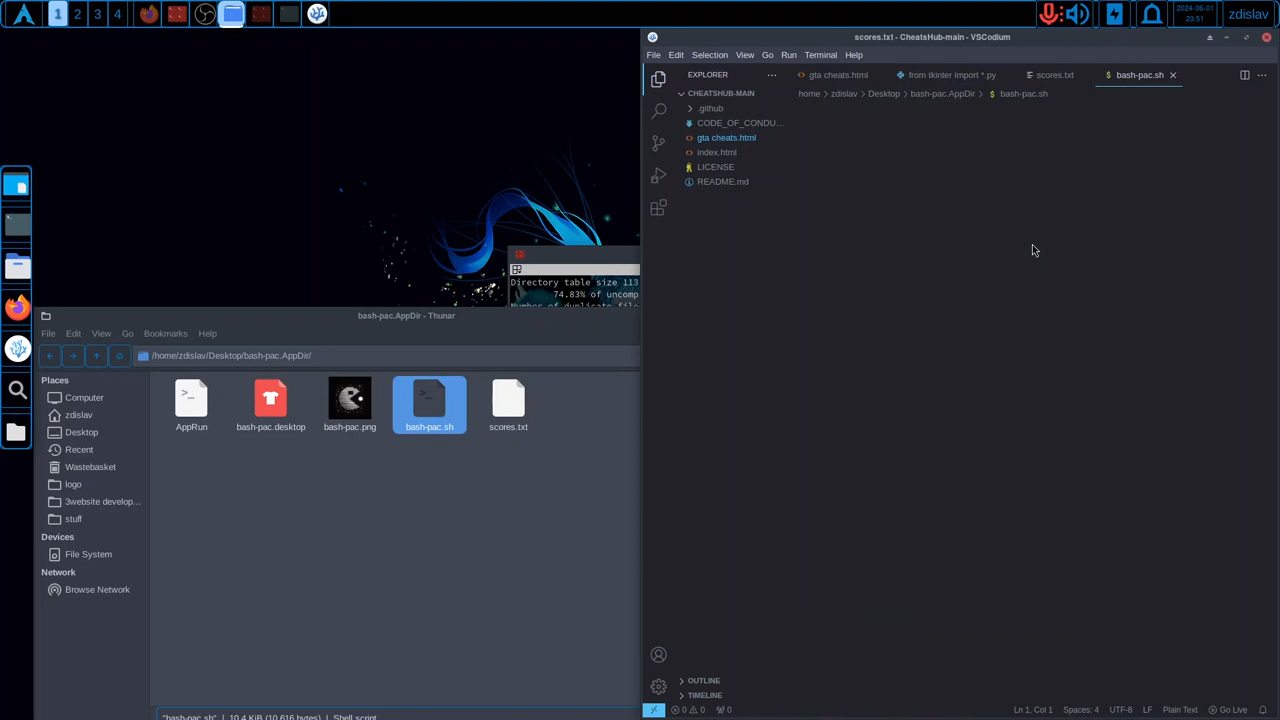 1 2 3 4
2024-06-01
23:51
zdislav
scores.txt - CheatsHub-main - VSCodium
File Edit Selection View Go Run Terminal Help
EXPLORER
gta cheats.html
from tkinter import *.py
scores.txt
$ bash-pac.sh
CHEATSHUB-MAIN
home > zdislav > Desktop > bash-pac.AppDir > $ bash-pac.sh
.github
CODE_OF_CONDU...
gta cheats.html
index.html
LICENSE
README.md
Directory table size 113
74.83% of uncomp
Number of duplicate file
bash-pac.AppDir - Thunar
File Edit View Go Bookmarks Help
/home/zdislav/Desktop/bash-pac.AppDir/
Places
Computer
zdislav
Desktop
Recent
Wastebasket
logo
3website develop...
stuff
Devices
File System
Network
Browse Network
AppRun
bash-pac.desktop
bash-pac.png
bash-pac.sh
scores.txt
"bash-pac.sh" | 10.4 KiB (10,616 bytes) | Shell script
OUTLINE
TIMELINE
0 0 0
Ln 1, Col 1 Spaces: 4 UTF-8 LF Plain Text Go Live